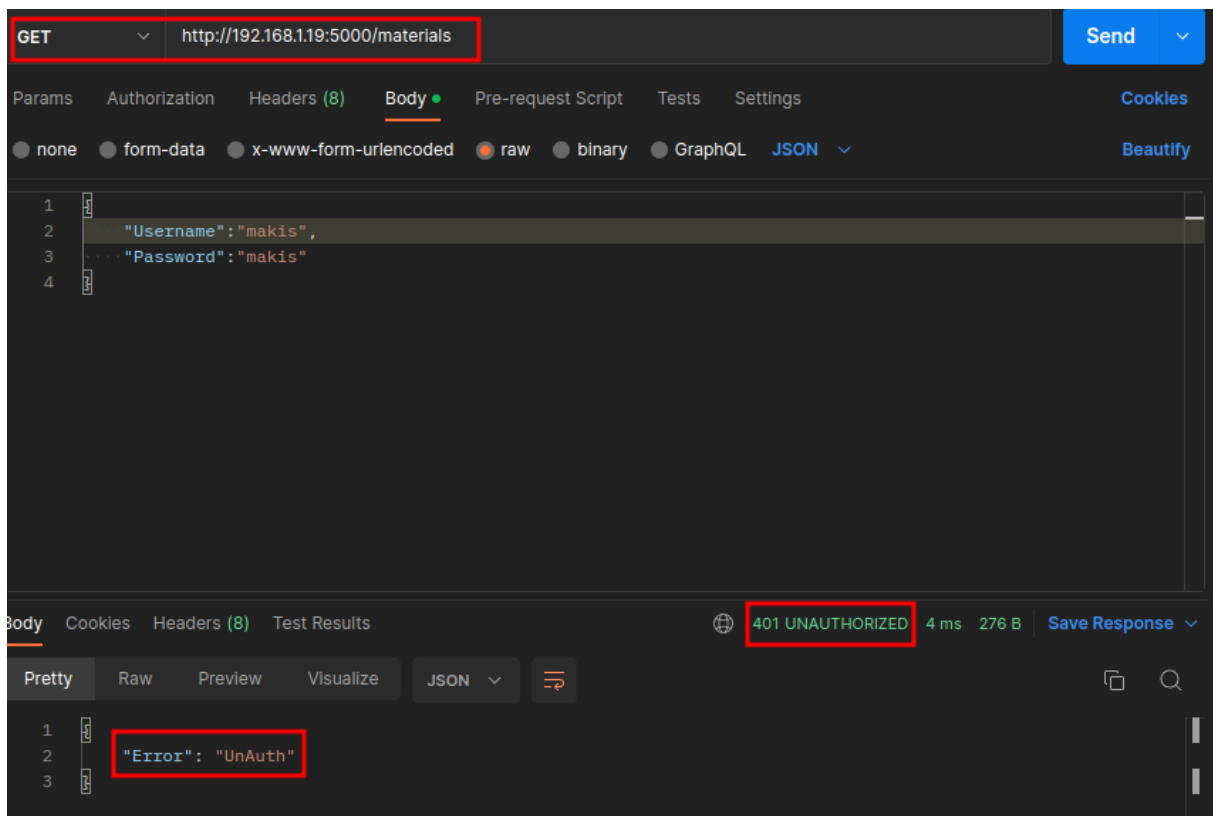 GET http://192.168.1.19:5000/materials Send
Params Authorization Headers (8) Body Pre-request Script Tests Settings Cookies
none form-data x-www-form-urlencoded raw binary GraphQL JSON Beautify
1 {
2 "Username":"makis",
3 "Password":"makis"
4 }
Body Cookies Headers (8) Test Results 401 UNAUTHORIZED 4 ms 276 B Save Response
Pretty Raw Preview Visualize JSON
1 {
2 "Error": "UnAuth"
3 }